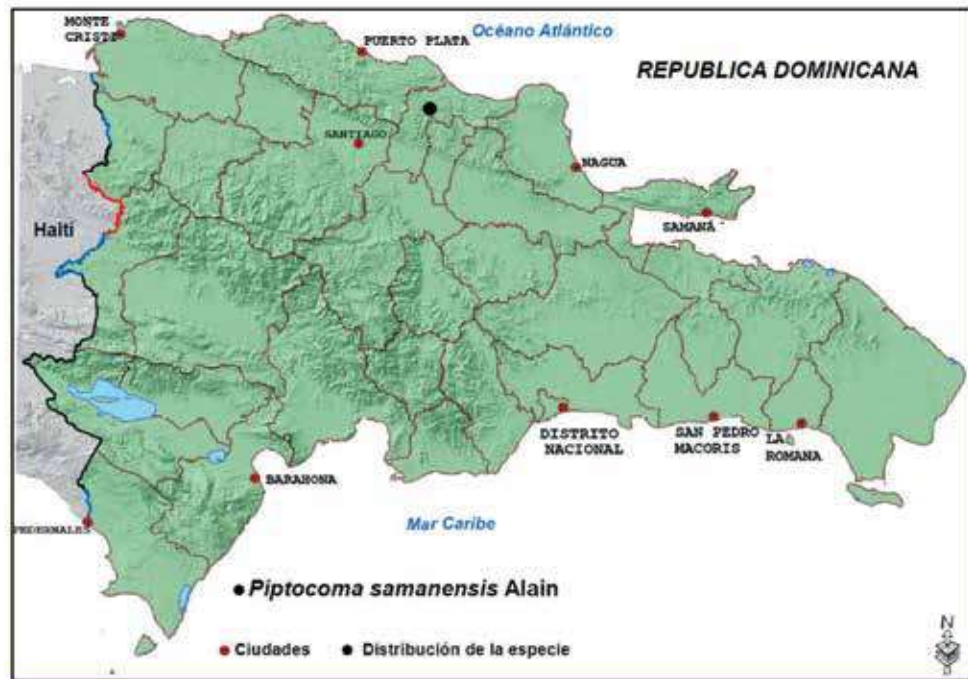 MONTE
CRISTI
PUERTO PLATA
Océano Atlántico
REPUBLICA DOMINICANA
SANTIAGO
NAGUA
Haití
SAMANÁ
DISTRITO
NACIONAL
SAN PEDRO
MACORIS
LA
ROMANA
BARAHONA
PEDERNALES
Mar Caribe
Piptocoma samanensis Alain
Ciudades
Distribución de la especie
N